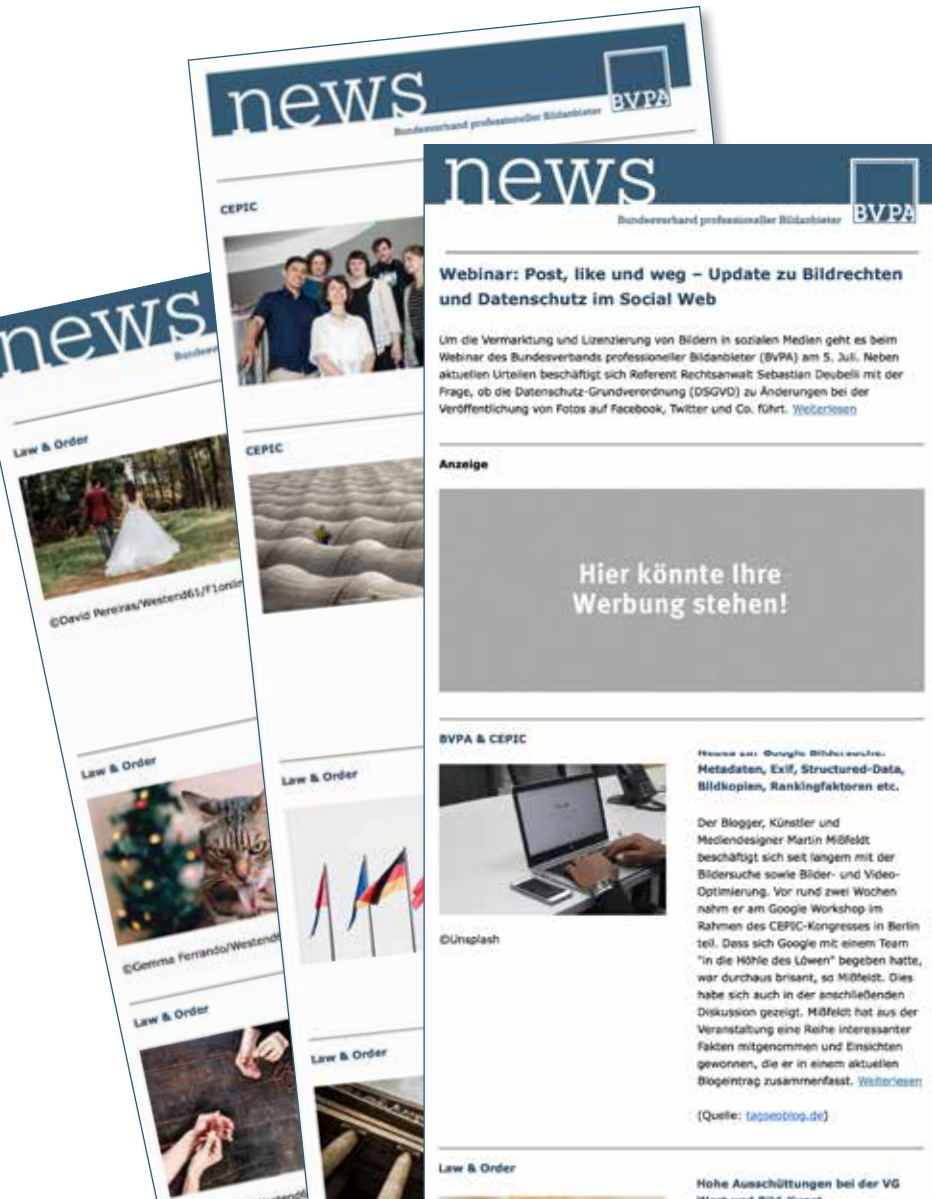 news
BVPA
Bundesverband professioneller Bildanbieter
CEPIC
CEPIC
Law & Order
Law & Order
news
Law & Order
©David Pereiras/Westend61/F1onlin
Law & Order
©Gemma Ferrando/Westend6
Law & Order
news
Bundesverband professioneller Bildanbieter
BVPA
Webinar: Post, like und weg – Update zu Bildrechten
und Datenschutz im Social Web
Um die Vermarktung und Lizenzierung von Bildern in sozialen Medien geht es beim
Webinar des Bundesverbands professioneller Bildanbieter (BVPA) am 5. Juli. Neben
aktuellen Urteilen beschäftigt sich Referent Rechtsanwalt Sebastian Deubelli mit der
Frage, ob die Datenschutz-Grundverordnung (DSGVO) zu Änderungen bei der
Veröffentlichung von Fotos auf Facebook, Twitter und Co. führt. Weiterlesen
Anzeige
Hier könnte Ihre
Werbung stehen!
BVPA & CEPIC
©Unsplash
Neues zur Google Bildersuche:
Metadaten, Exif, Structured-Data,
Bildkopien, Rankingfaktoren etc.
Der Blogger, Künstler und
Mediendesigner Martin Mißfeldt
beschäftigt sich seit langem mit der
Bildersuche sowie Bilder- und Video-
Optimierung. Vor rund zwei Wochen
nahm er am Google Workshop im
Rahmen des CEPIC-Kongresses in Berlin
teil. Dass sich Google mit einem Team
"in die Höhle des Löwen" begeben hatte,
war durchaus brisant, so Mißfeldt. Dies
habe sich auch in der anschließenden
Diskussion gezeigt. Mißfeldt hat aus der
Veranstaltung eine Reihe interessanter
Fakten mitgenommen und Einsichten
gewonnen, die er in einem aktuellen
Blogeintrag zusammenfasst. Weiterlesen
(Quelle: tagseoblog.de)
Law & Order
Hohe Ausschüttungen bei der VG